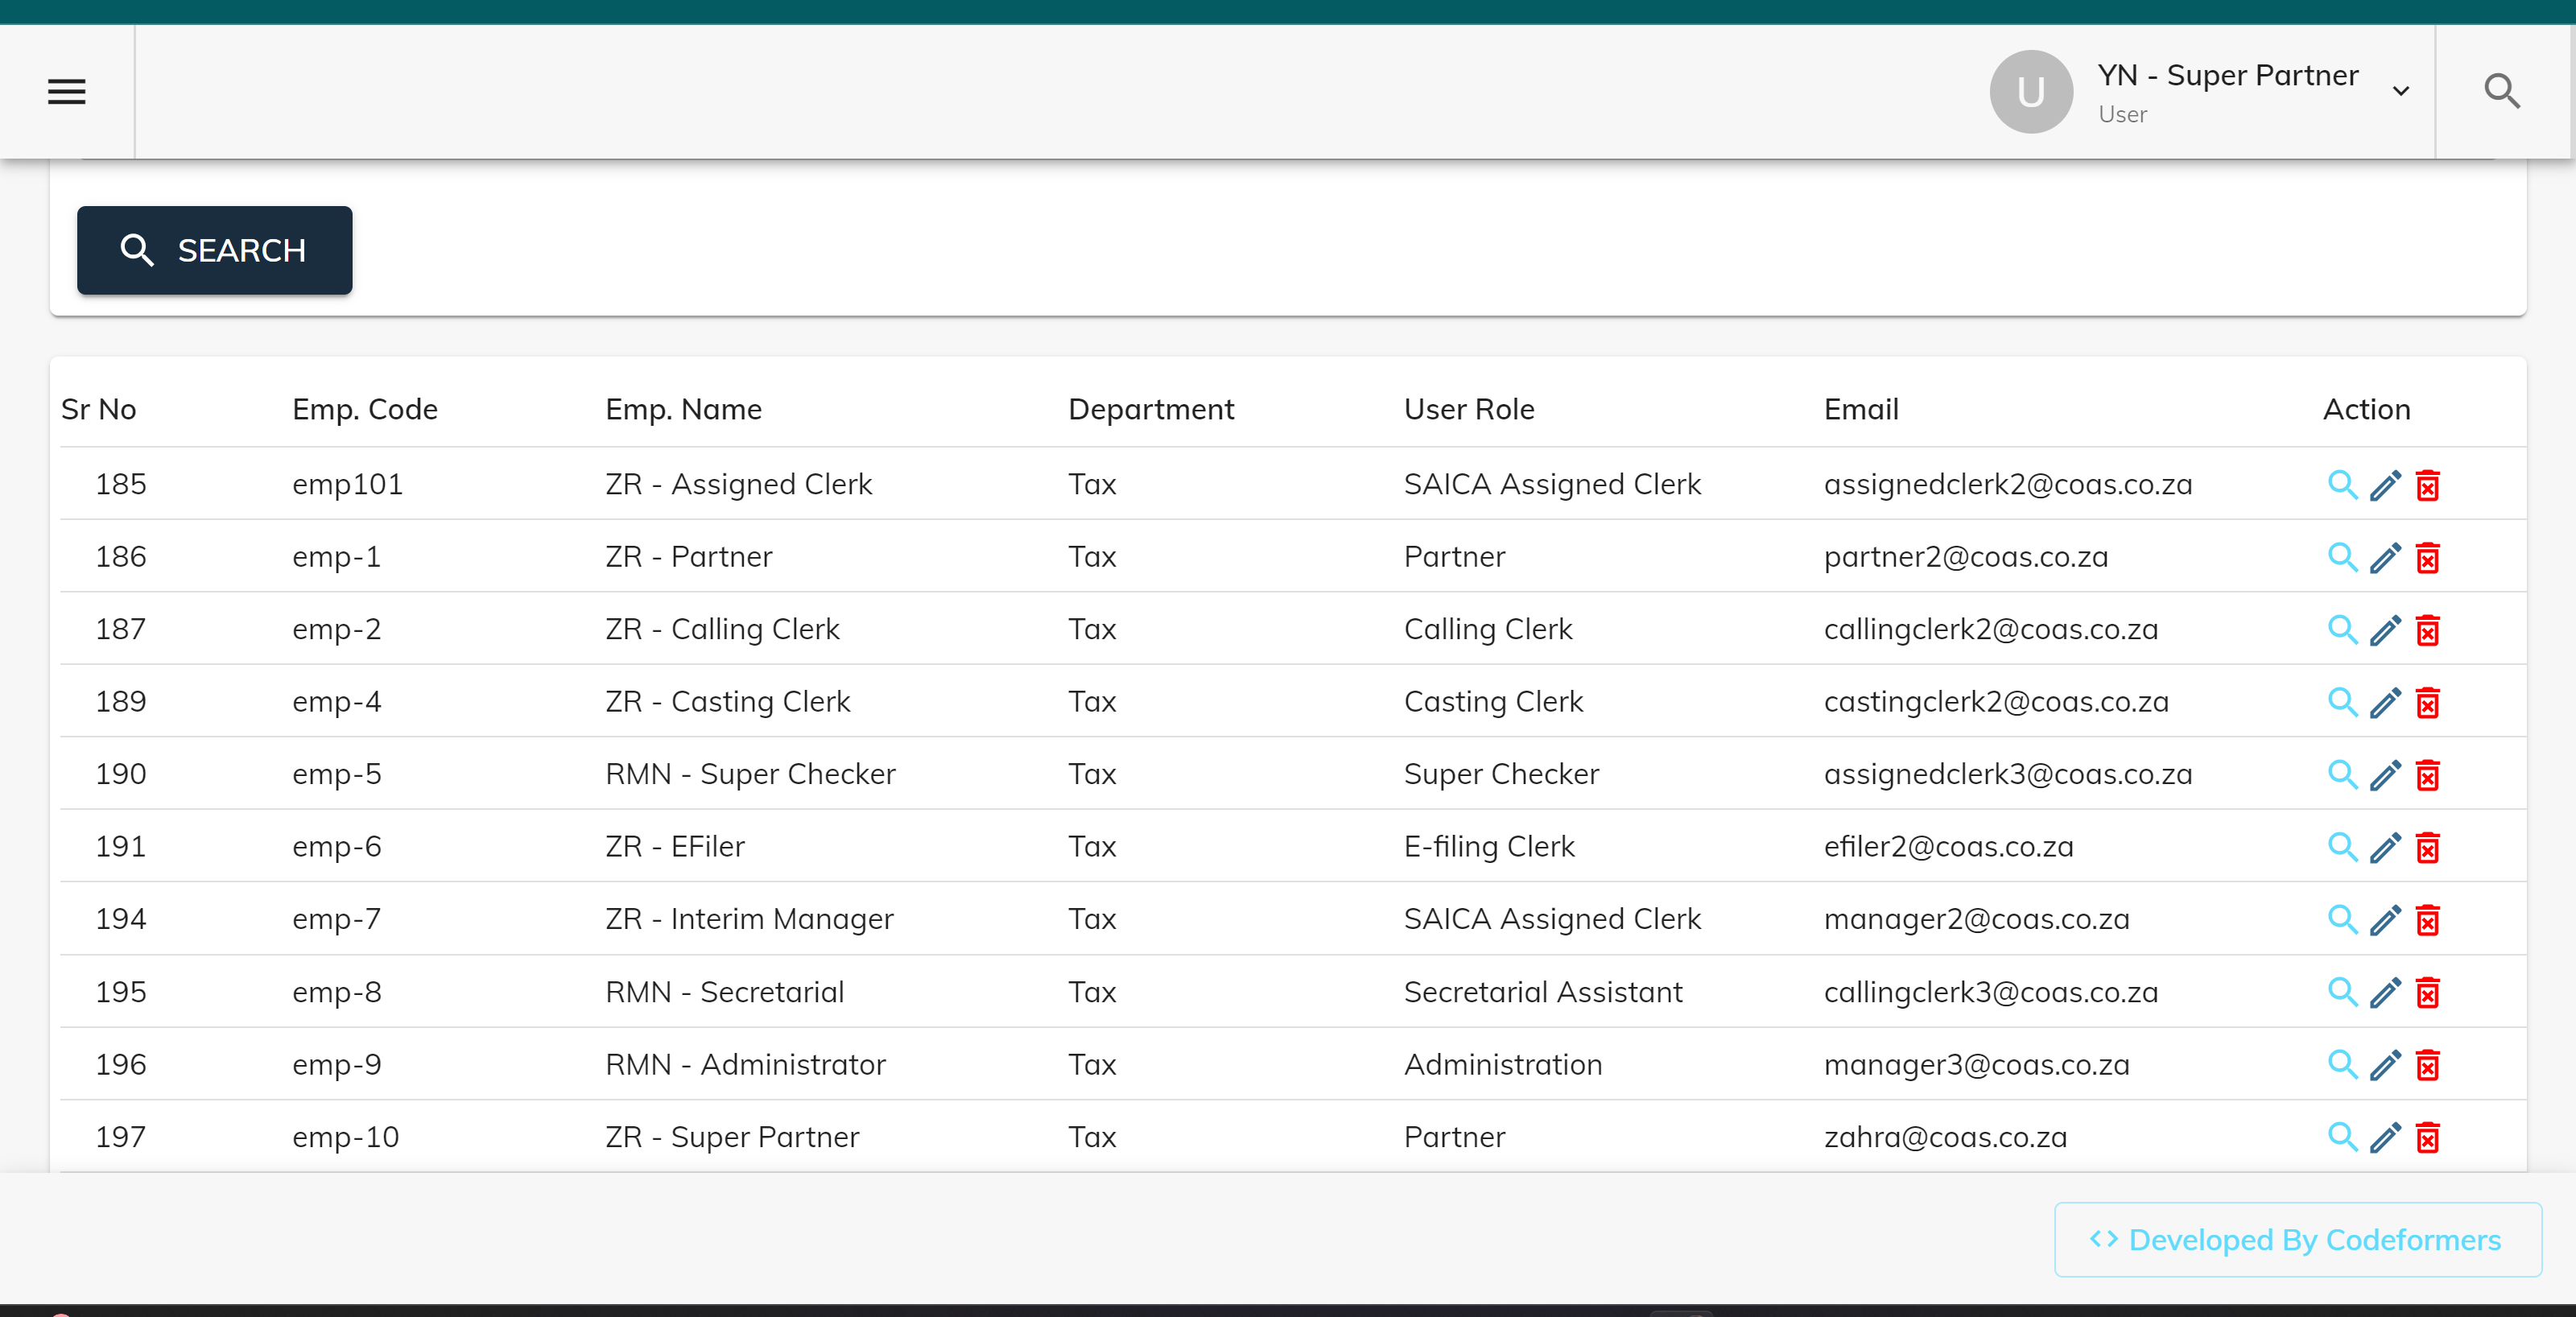 U YN - Super Partner
User
SEARCH
Sr No Emp. Code Emp. Name Department User Role Email Action
185 emp101 ZR - Assigned Clerk Tax SAICA Assigned Clerk assignedclerk2@coas.co.za
186 emp-1 ZR - Partner Tax Partner partner2@coas.co.za
187 emp-2 ZR - Calling Clerk Tax Calling Clerk callingclerk2@coas.co.za
189 emp-4 ZR - Casting Clerk Tax Casting Clerk castingclerk2@coas.co.za
190 emp-5 RMN - Super Checker Tax Super Checker assignedclerk3@coas.co.za
191 emp-6 ZR - EFiler Tax E-filing Clerk efiler2@coas.co.za
194 emp-7 ZR - Interim Manager Tax SAICA Assigned Clerk manager2@coas.co.za
195 emp-8 RMN - Secretarial Tax Secretarial Assistant callingclerk3@coas.co.za
196 emp-9 RMN - Administrator Tax Administration manager3@coas.co.za
197 emp-10 ZR - Super Partner Tax Partner zahra@coas.co.za
<> Developed By Codeformers